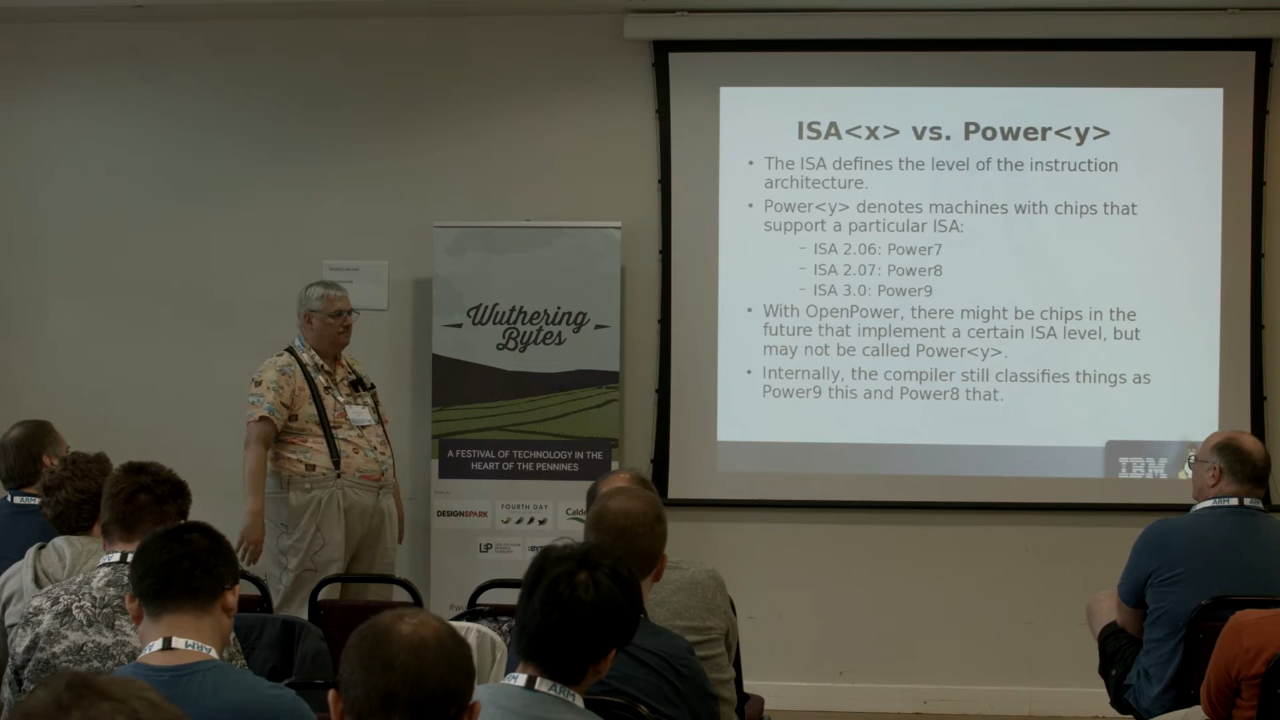 ISA<x> vs. Power<y>
• The ISA defines the level of the instruction
architecture.
• Power<y> denotes machines with chips that
support a particular ISA:
– ISA 2.06: Power7
– ISA 2.07: Power8
– ISA 3.0: Power9
• With OpenPower, there might be chips in the
future that implement a certain ISA level, but
may not be called Power<y>.
• Internally, the compiler still classifies things as
Power9 this and Power8 that.
IBM
Wuthering
Bytes
A FESTIVAL OF TECHNOLOGY IN THE
HEART OF THE PENNINES
DESIGNSPARK
FOURTH DAY
Calde
LEP
ARM
ARM
ARM
ARM
ARM
ARM